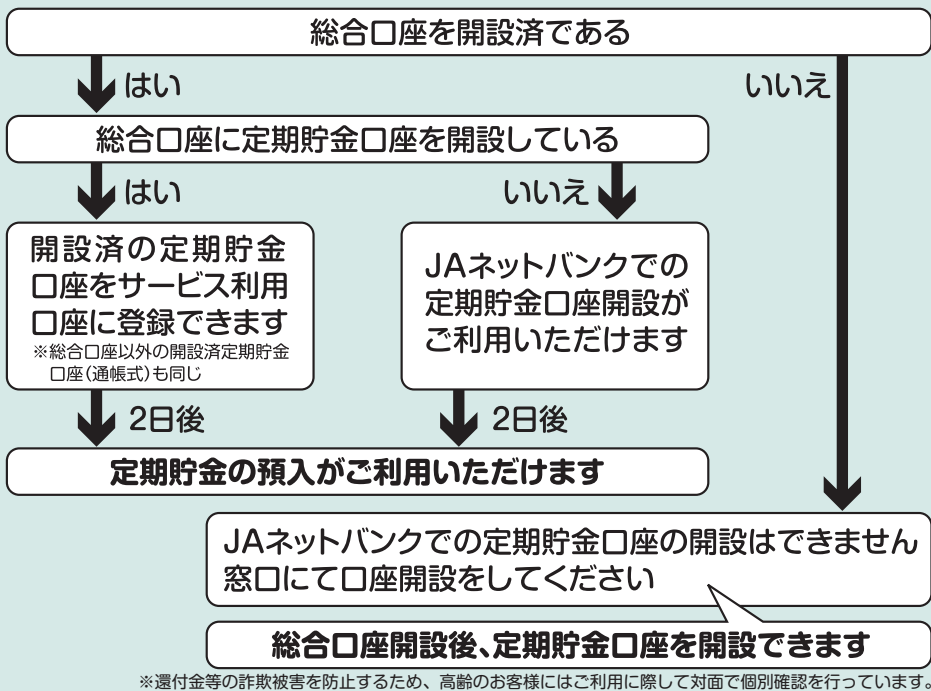 総合口座を開設済である
はい
いいえ
総合口座に定期貯金口座を開設している
はい
いいえ
開設済の定期貯金
口座をサービス利用
口座に登録できます
※総合口座以外の開設済定期貯金
口座(通帳式)も同じ
JAネットバンクでの
定期貯金口座開設が
ご利用いただけます
2日後
2日後
定期貯金の預入がご利用いただけます
JAネットバンクでの定期貯金口座の開設はできません
窓口にて口座開設をしてください
総合口座開設後、定期貯金口座を開設できます
※還付金等の詐欺被害を防止するため、高齢のお客様にはご利用に際して対面で個別確認を行っています。